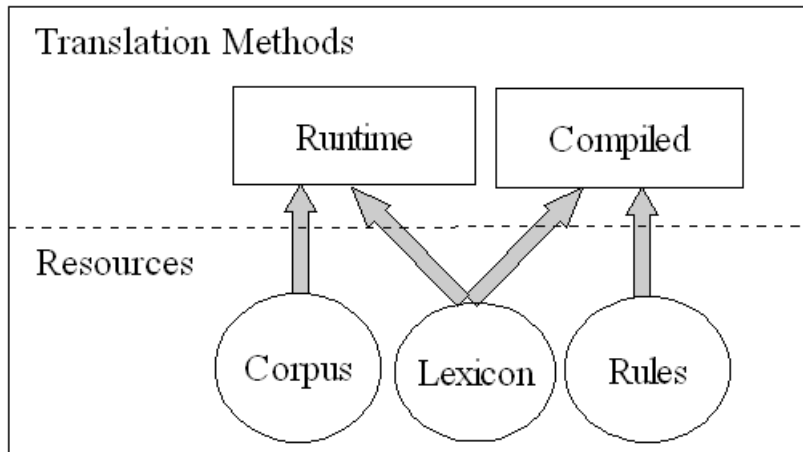 Translation Methods
Runtime
Compiled
Resources
Corpus
Lexicon
Rules